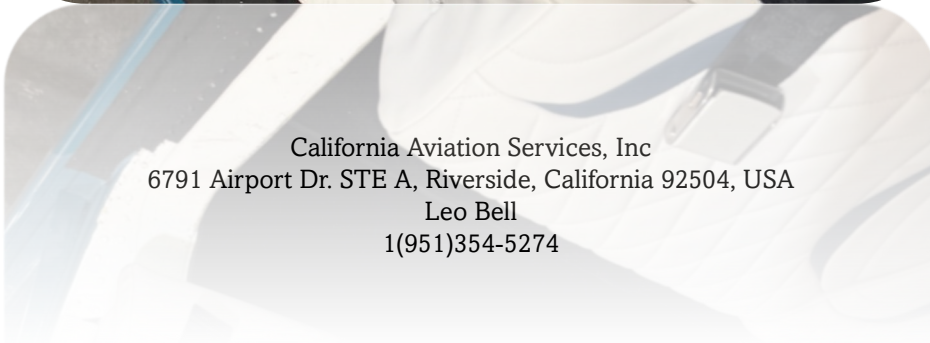 California Aviation Services, Inc
6791 Airport Dr. STE A, Riverside, California 92504, USA
Leo Bell
1(951)354-5274